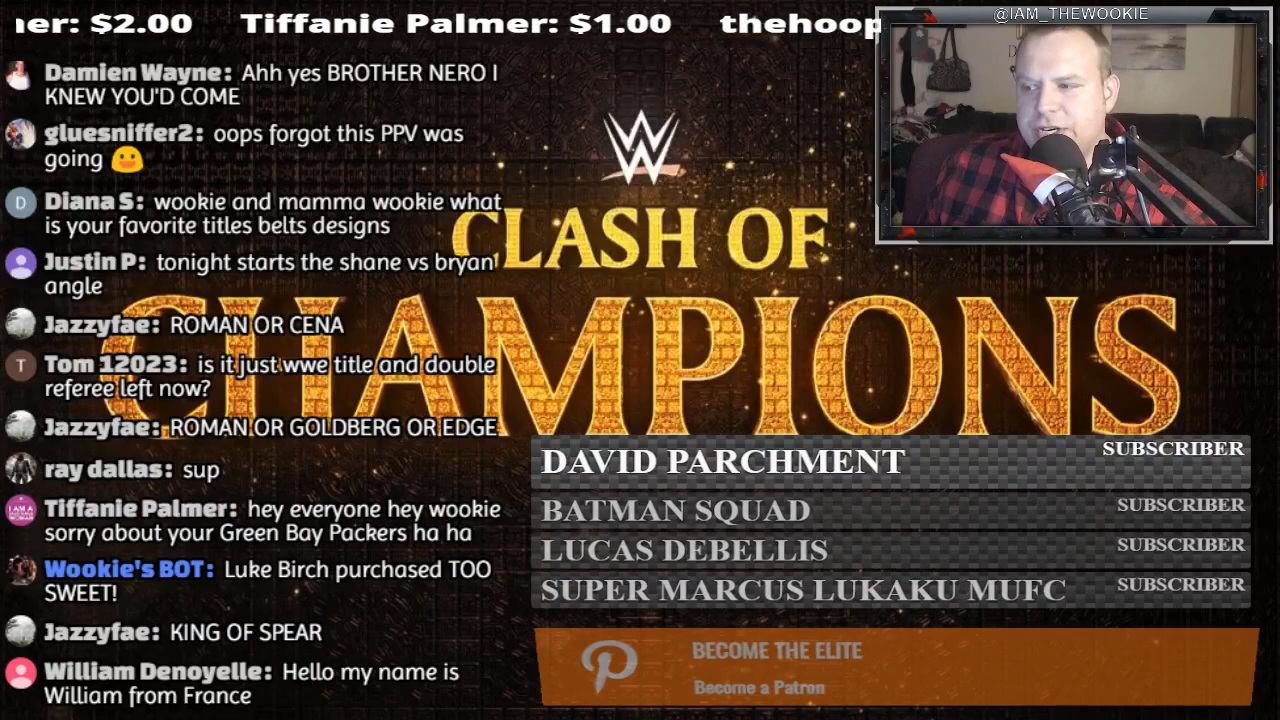 ner: $2.00 Tiffanie Palmer: $1.00 thehoop
@IAM_THEWOOKIE
Damien Wayne: Ahh yes BROTHER NERO I
KNEW YOU'D COME
gluesniffer2: oops forgot this PPV was
going
Diana S: wookie and mamma wookie what
is your favorite titles belts designs
Justin P: tonight starts the shane vs bryan
angle
Jazzyfae: ROMAN OR CENA
Tom 12023: is it just wwe title and double
referee left now?
Jazzyfae: ROMAN OR GOLDBERG OR EDGE
ray dallas: sup
Tiffanie Palmer: hey everyone hey wookie
sorry about your Green Bay Packers ha ha
Wookie's BOT: Luke Birch purchased TOO
SWEET!
Jazzyfae: KING OF SPEAR
William Denoyelle: Hello my name is
William from France
W
CLASH OF
CHAMPIONS
DAVID PARCHMENT SUBSCRIBER
BATMAN SQUAD SUBSCRIBER
LUCAS DEBELLIS SUBSCRIBER
SUPER MARCUS LUKAKU MUFC SUBSCRIBER
BECOME THE ELITE
Become a Patron